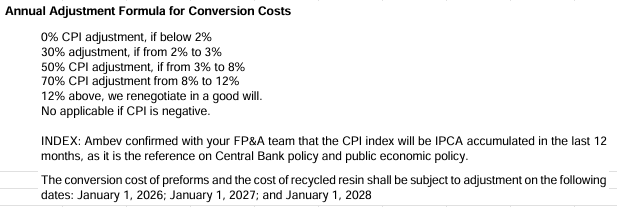 Annual Adjustment Formula for Conversion Costs
0% CPI adjustment, if below 2%
30% adjustment, if from 2% to 3%
50% CPI adjustment, if from 3% to 8%
70% CPI adjustment from 8% to 12%
12% above, we renegotiate in a good will.
No applicable if CPI is negative.
INDEX: Ambev confirmed with your FP&A team that the CPI index will be IPCA accumulated in the last 12
months, as it is the reference on Central Bank policy and public economic policy.
The conversion cost of preforms and the cost of recycled resin shall be subject to adjustment on the following
dates: January 1, 2026; January 1, 2027; and January 1, 2028